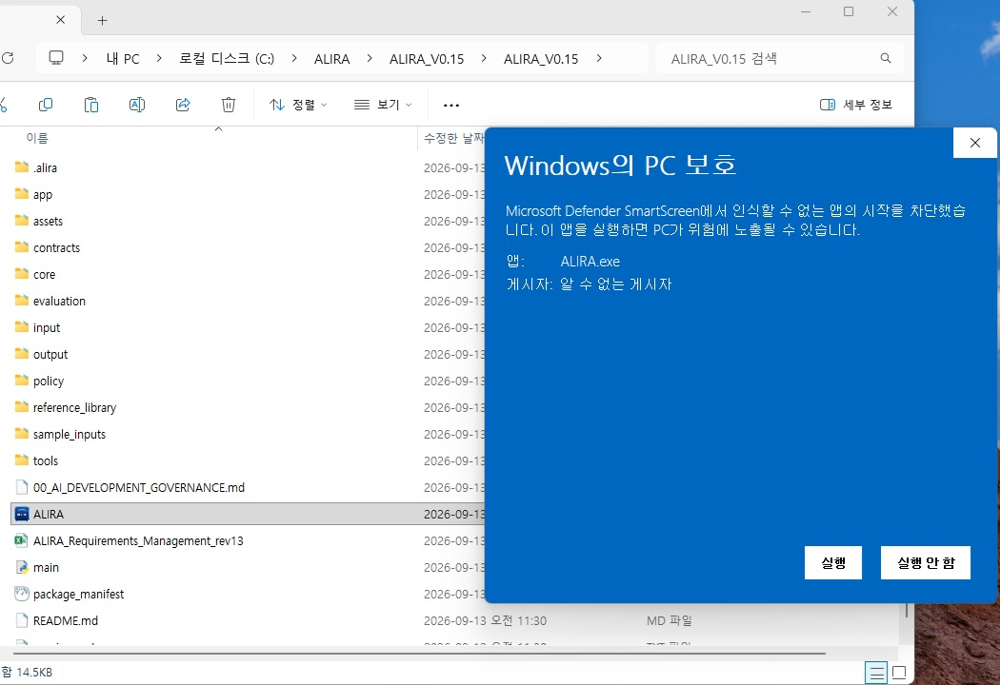 내 PC
로컬 디스크 (C:)
ALIRA
ALIRA_V0.15
ALIRA_V0.15
ALIRA_V0.15 검색
정렬
보기
세부 정보
이름
수정한 날짜
.alira 2026-09-13
app 2026-09-13
assets 2026-09-13
contracts 2026-09-13
core 2026-09-13
evaluation 2026-09-13
input 2026-09-13
output 2026-09-13
policy 2026-09-13
reference_library 2026-09-13
sample_inputs 2026-09-13
tools 2026-09-13
00_AI_DEVELOPMENT_GOVERNANCE.md 2026-09-13
ALIRA 2026-09-13
ALIRA_Requirements_Management_rev13 2026-09-13
main 2026-09-13
package_manifest 2026-09-13
README.md 2026-09-13 오전 11:30 MD 파일
함 14.5KB
Windows의 PC 보호
Microsoft Defender SmartScreen에서 인식할 수 없는 앱의 시작을 차단했습
니다. 이 앱을 실행하면 PC가 위험에 노출될 수 있습니다.
앱: ALIRA.exe
게시자: 알 수 없는 게시자
실행
실행 안 함